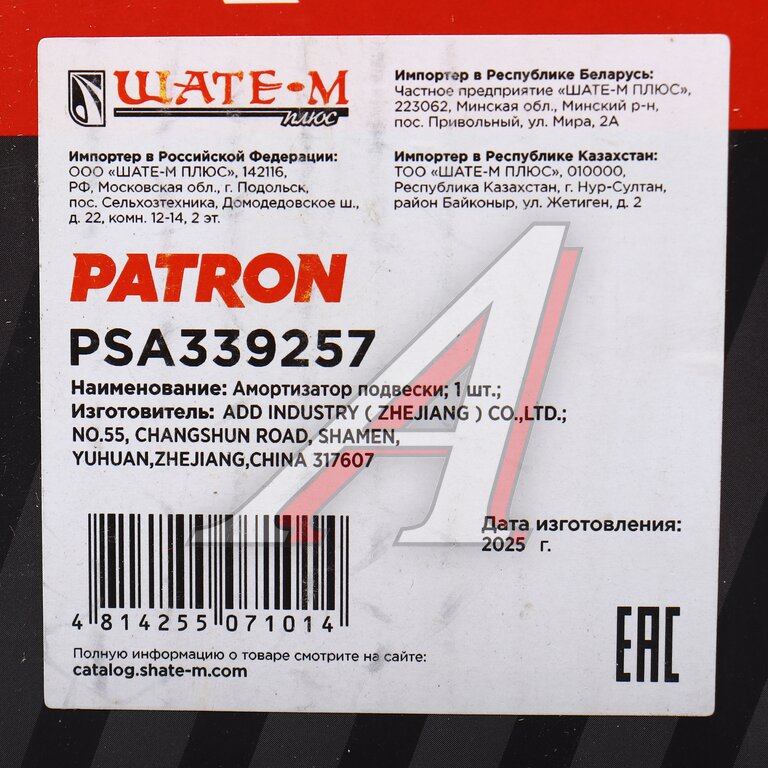 ШАТЕ-М
плюс
Импортер в Республике Беларусь:
Частное предприятие «ШАТЕ-М ПЛЮС»,
223062, Минская обл., Минский р-н,
пос. Привольный, ул. Мира, 2А
Импортер в Российской Федерации:
ООО «ШАТЕ-М ПЛЮС», 142116,
РФ, Московская обл., г. Подольск,
пос. Сельхозтехника, Домодедовское ш.,
д. 22, комн. 12-14, 2 эт.
Импортер в Республике Казахстан:
ТОО «ШАТЕ-М ПЛЮС», 010000,
Республика Казахстан, г. Нур-Султан,
район Байконыр, ул. Жетиген, д. 2
PATRON
PSA339257
Наименование: Амортизатор подвески; 1 шт.;
Изготовитель: ADD INDUSTRY ( ZHEJIANG ) CO.,LTD.;
NO.55, CHANGSHUN ROAD, SHAMEN,
YUHUAN,ZHEJIANG,CHINA 317607
Дата изготовления:
2025 г.
4 814255 071014
Полную информацию о товаре смотрите на сайте:
catalog.shate-m.com
EAC